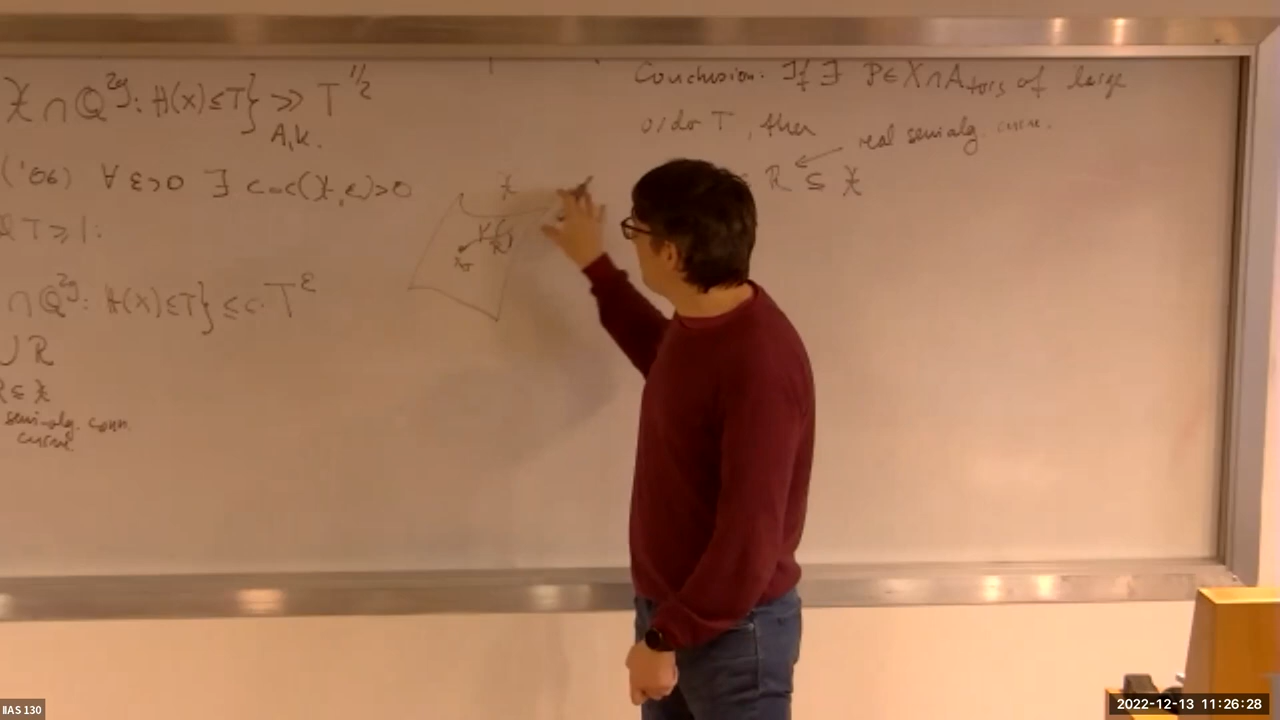 𝒳 ∩ ℚ^{2g}: H(x) ≤ T} ≫ T^{1/2}
A, k.
('06) ∀ ε>0 ∃ c=c(𝒳, ε)>0
T ≥ 1:
∩ ℚ^{2g}: H(x) ≤ T} ≤ c·T^ε
∪ R
R ⊆ 𝒳
semi-alg. conn.
curve
𝒳
Conclusion: If ∃ P ∈ X ∩ A_tors of large
order T, then
real semialg. curve.
R ⊆ 𝒳
IAS 130
2022-12-13 11:26:28